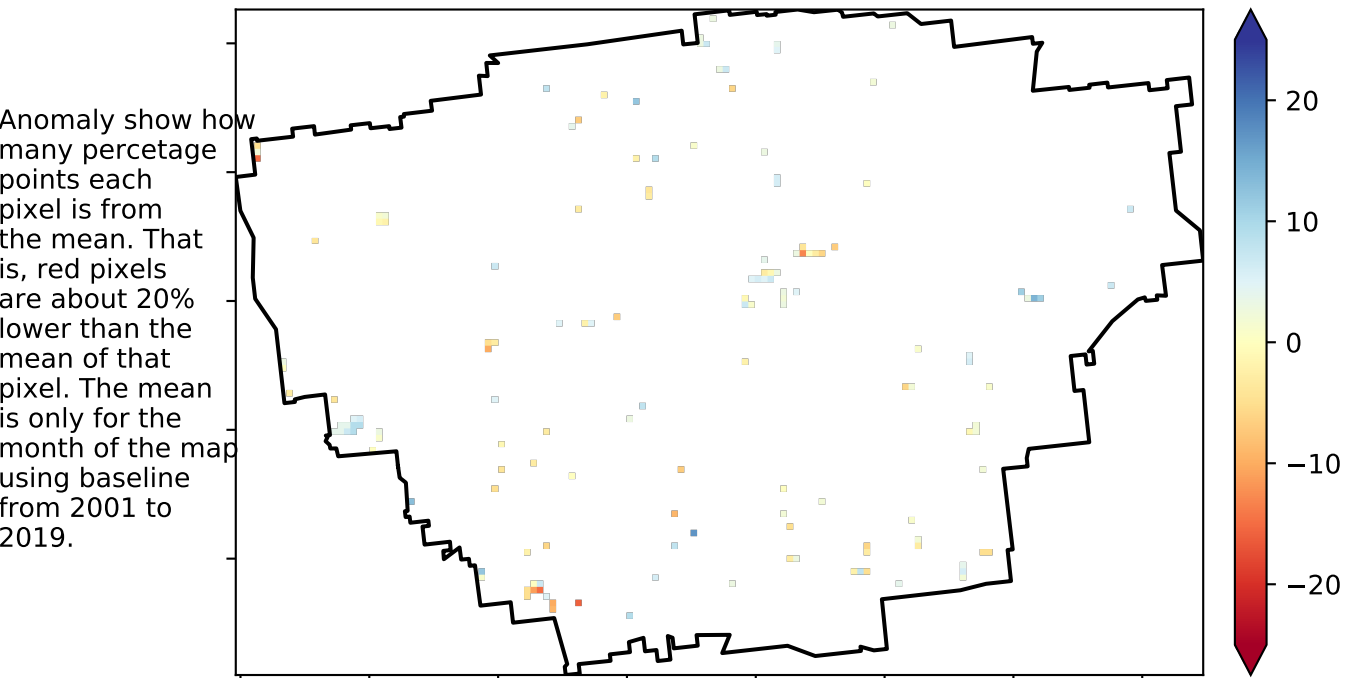 Anomaly show how
many percetage
points each
pixel is from
the mean. That
is, red pixels
are about 20%
lower than the
mean of that
pixel. The mean
is only for the
month of the map
using baseline
from 2001 to
2019.
20
10
0
−10
−20